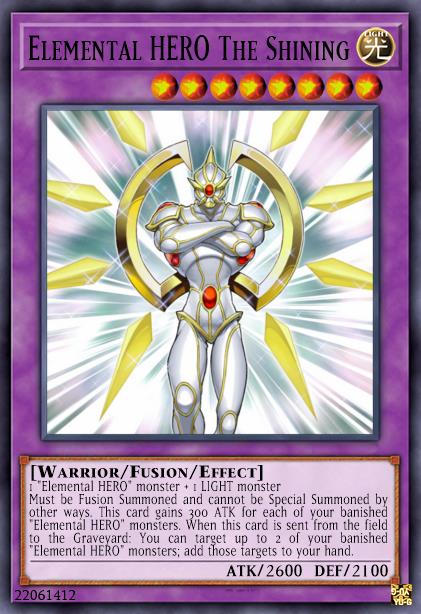 ELEMENTAL HERO THE SHINING
LIGHT
光
[WARRIOR/FUSION/EFFECT]
1 "Elemental HERO" monster + 1 LIGHT monster
Must be Fusion Summoned and cannot be Special Summoned by
other ways. This card gains 300 ATK for each of your banished
"Elemental HERO" monsters. When this card is sent from the field
to the Graveyard: You can target up to 2 of your banished
"Elemental HERO" monsters; add those targets to your hand.
ATK/2600 DEF/2100
22061412